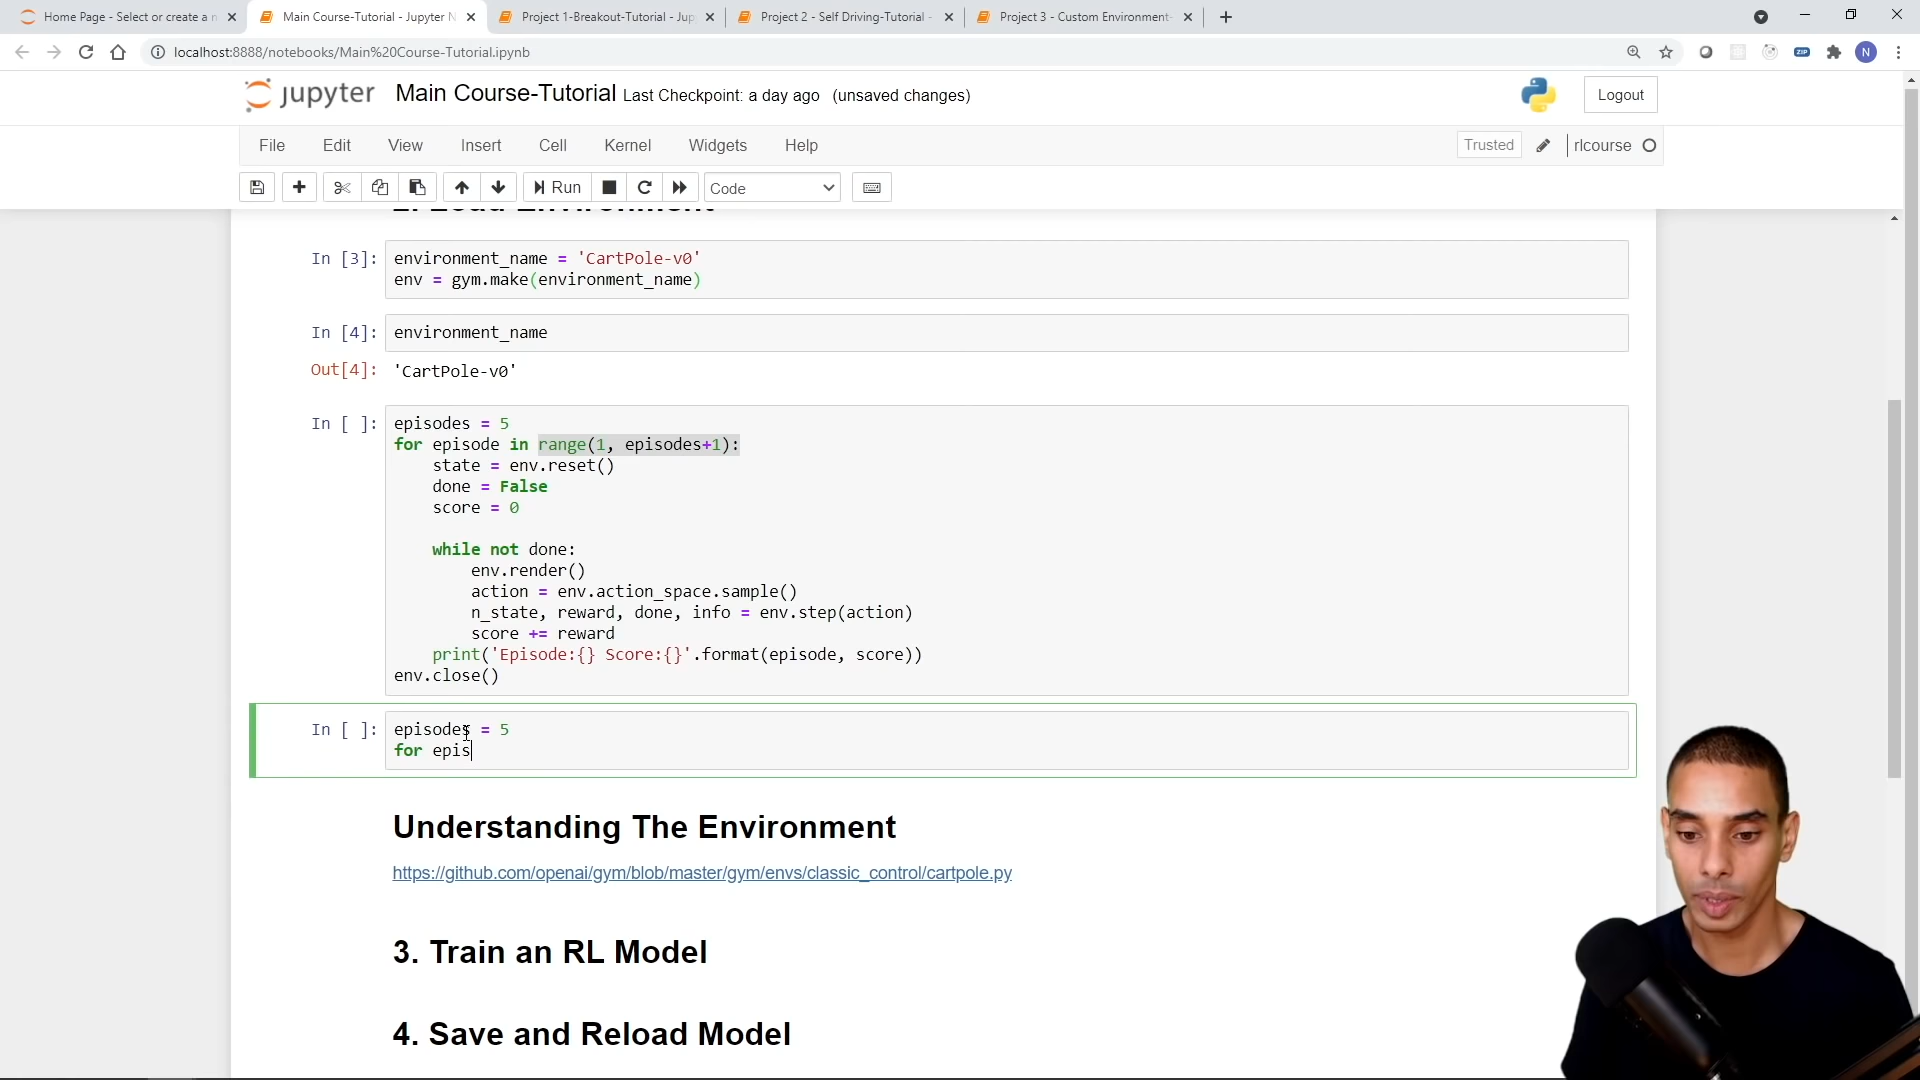 Home Page - Select or create a n
Main Course-Tutorial - Jupyter N
Project 1-Breakout-Tutorial - Jup
Project 2 - Self Driving-Tutorial -
Project 3 - Custom Environment-
localhost:8888/notebooks/Main%20Course-Tutorial.ipynb
ZIP
N
jupyter Main Course-Tutorial Last Checkpoint: a day ago (unsaved changes)
Logout
File Edit View Insert Cell Kernel Widgets Help
Trusted
rlcourse
Run
Code
2. Load Environment
In [3]: environment_name = 'CartPole-v0'
env = gym.make(environment_name)
In [4]: environment_name
Out[4]: 'CartPole-v0'
In [ ]: episodes = 5
for episode in range(1, episodes+1):
    state = env.reset()
    done = False
    score = 0
    while not done:
        env.render()
        action = env.action_space.sample()
        n_state, reward, done, info = env.step(action)
        score += reward
    print('Episode:{} Score:{}'.format(episode, score))
env.close()
In [ ]: episodes = 5
for epis
Understanding The Environment
https://github.com/openai/gym/blob/master/gym/envs/classic_control/cartpole.py
3. Train an RL Model
4. Save and Reload Model